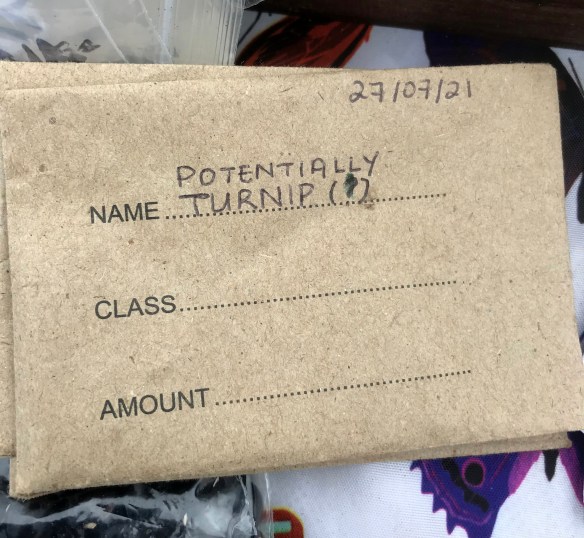 27/07/21
POTENTIALLY
NAME ........ TURNIP (?)
CLASS........
AMOUNT ........